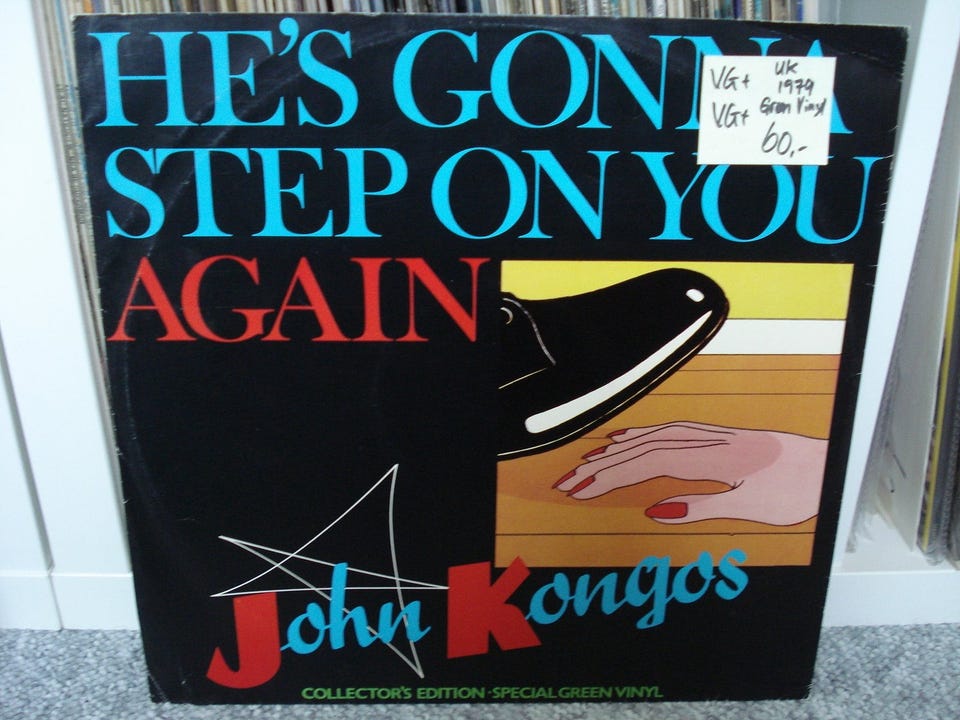 HE'S GONNA
STEP ON YOU
AGAIN
VG+ UK
1979
VG+ Green Vinyl
60,-
John Kongos
COLLECTOR'S EDITION · SPECIAL GREEN VINYL